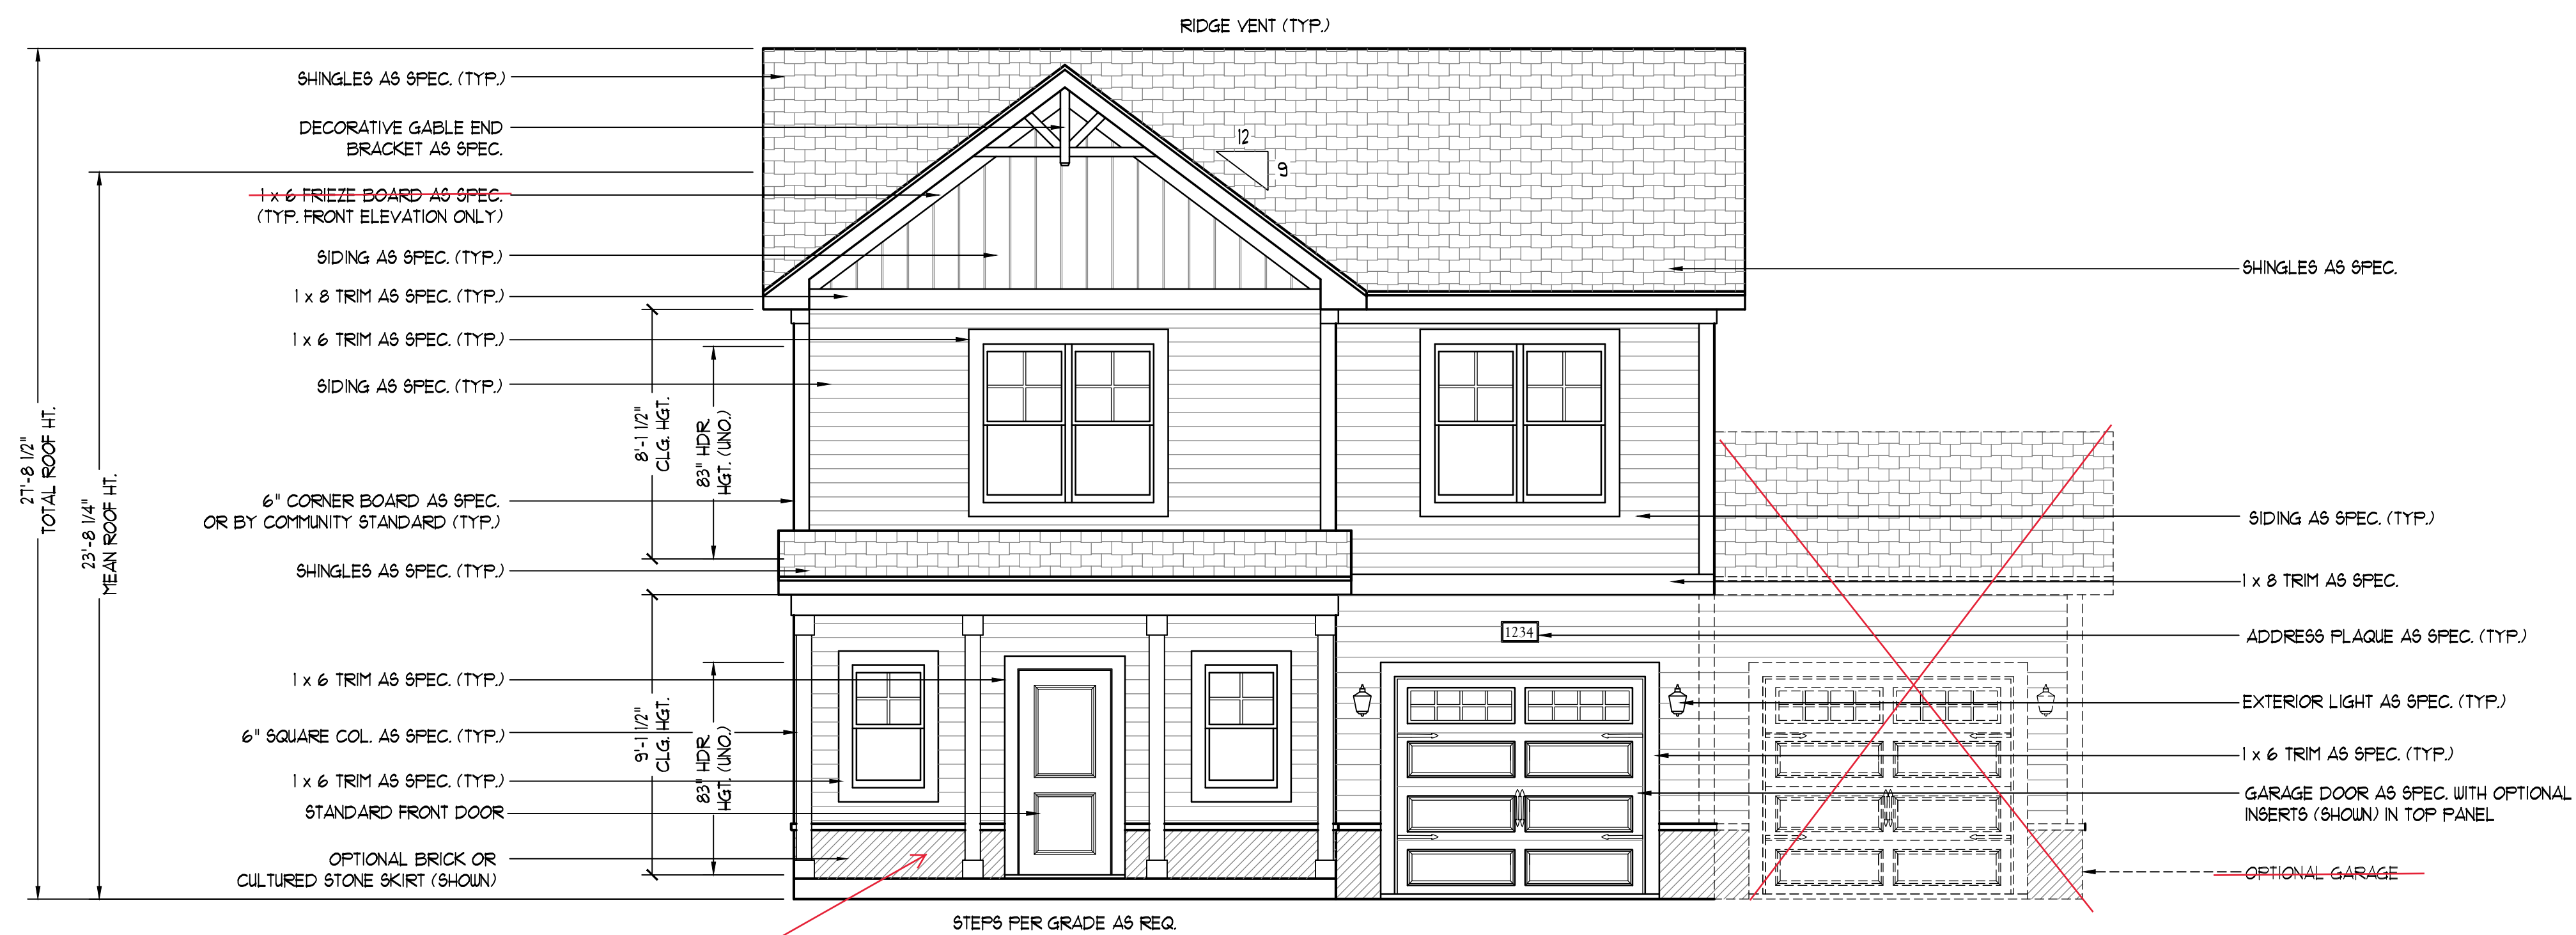 RIDGE VENT (TYP.)
SHINGLES AS SPEC. (TYP.)
DECORATIVE GABLE END
BRACKET AS SPEC.
1 x 6 FRIEZE BOARD AS SPEC.
(TYP. FRONT ELEVATION ONLY)
SIDING AS SPEC. (TYP.)
1 x 8 TRIM AS SPEC. (TYP.)
1 x 6 TRIM AS SPEC. (TYP.)
SIDING AS SPEC. (TYP.)
6" CORNER BOARD AS SPEC.
OR BY COMMUNITY STANDARD (TYP.)
SHINGLES AS SPEC. (TYP.)
1 x 6 TRIM AS SPEC. (TYP.)
6" SQUARE COL. AS SPEC. (TYP.)
1 x 6 TRIM AS SPEC. (TYP.)
STANDARD FRONT DOOR
OPTIONAL BRICK OR
CULTURED STONE SKIRT (SHOWN)
27'-8 1/2"
TOTAL ROOF HT.
23'-8 1/4"
MEAN ROOF HT.
8'-1 1/2"
CLG. HGT.
83" HDR
HGT. (UNO.)
9'-1 1/2"
CLG. HGT.
83" HDR
HGT. (UNO.)
12
9
1234
STEPS PER GRADE AS REQ.
SHINGLES AS SPEC.
SIDING AS SPEC. (TYP.)
1 x 8 TRIM AS SPEC.
ADDRESS PLAQUE AS SPEC. (TYP.)
EXTERIOR LIGHT AS SPEC. (TYP.)
1 x 6 TRIM AS SPEC. (TYP.)
GARAGE DOOR AS SPEC. WITH OPTIONAL
INSERTS (SHOWN) IN TOP PANEL
OPTIONAL GARAGE